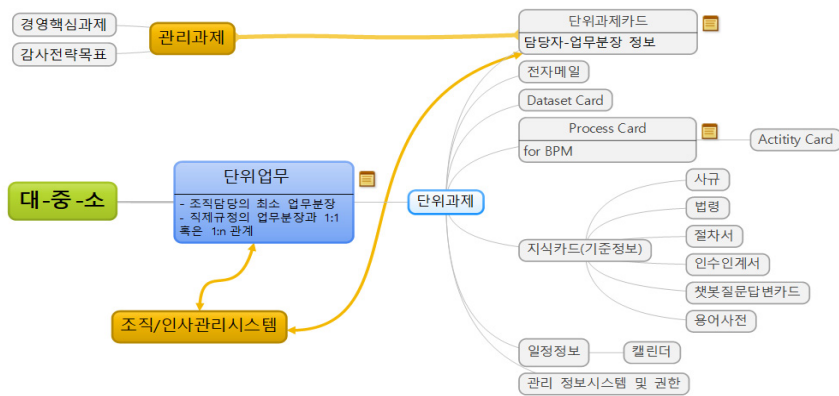 경영핵심과제
감사전략목표
관리과제
대-중-소
단위업무
- 조직담당의 최소 업무분장
- 직제규정의 업무분장과 1:1
혹은 1:n 관계
조직/인사관리시스템
단위과제
단위과제카드
담당자-업무분장 정보
전자메일
Dataset Card
Process Card
for BPM
Actitity Card
지식카드(기준정보)
사규
법령
절차서
인수인계서
챗봇질문답변카드
용어사전
일정정보
캘린더
관리 정보시스템 및 권한